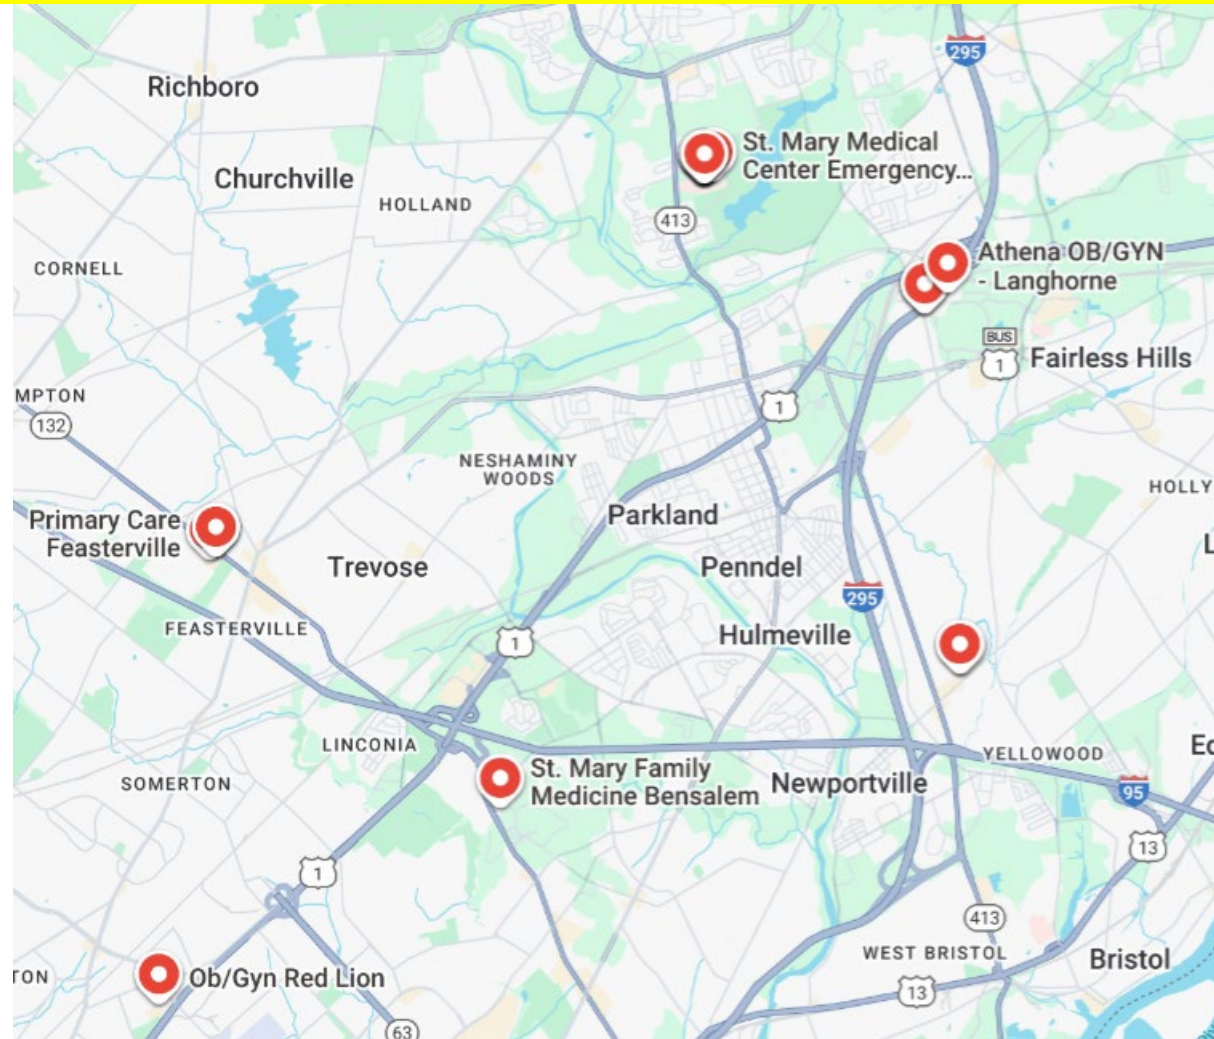 295
Richboro
St. Mary Medical
Center Emergency...
Churchville
HOLLAND
413
Athena OB/GYN
- Langhorne
CORNELL
BUS
1
Fairless Hills
MPTON
132
1
NESHAMINY
WOODS
HOLLY
Parkland
Primary Care
Feasterville
L
Trevose
Penndel
295
FEASTERVILLE
1
Hulmeville
LINCONIA
Ec
YELLOWOOD
St. Mary Family
Medicine Bensalem
Newportville
SOMERTON
95
13
1
413
WEST BRISTOL
Bristol
TON
Ob/Gyn Red Lion
13
63